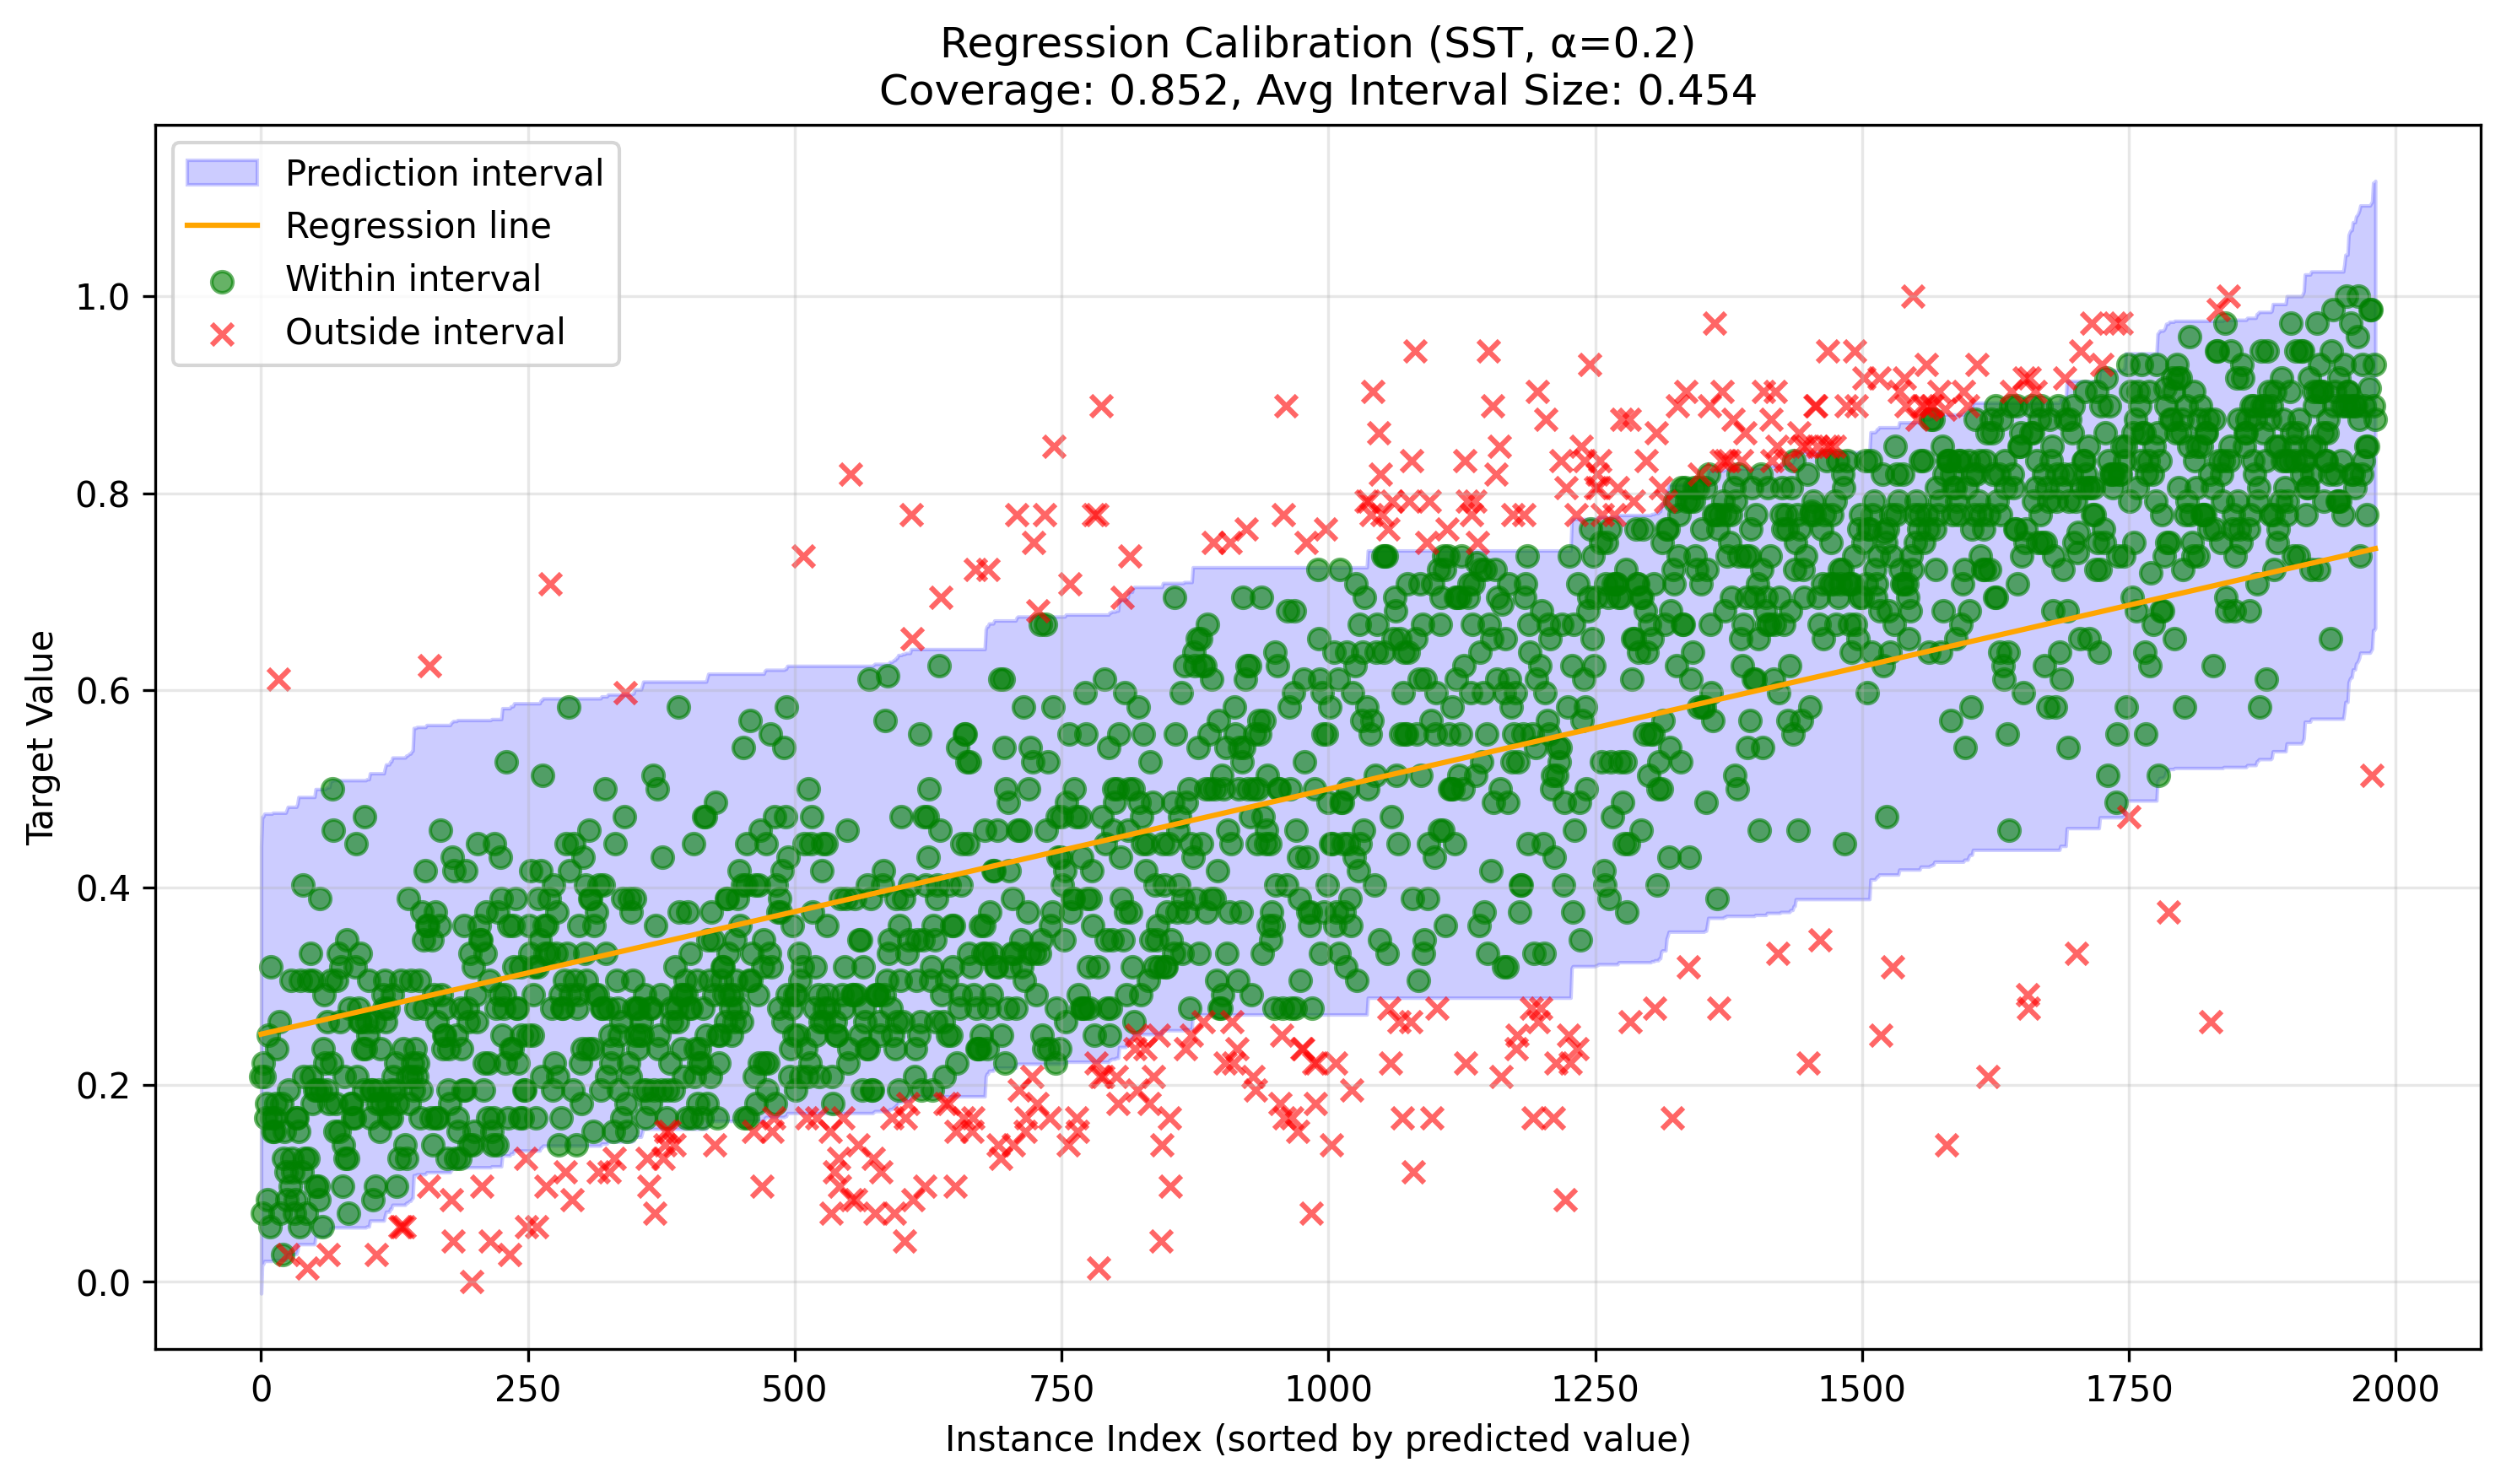 Regression Calibration (SST, α=0.2)
Coverage: 0.852, Avg Interval Size: 0.454
Prediction interval
Regression line
Within interval
Outside interval
Target Value
1.0
0.8
0.6
0.4
0.2
0.0
0 250 500 750 1000 1250 1500 1750 2000
Instance Index (sorted by predicted value)